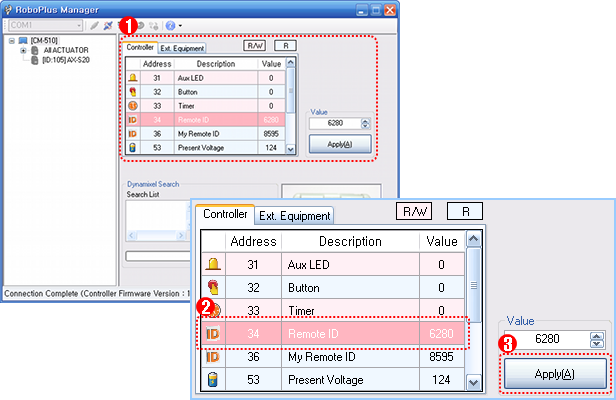 RoboPlus Manager
COM1
1
[CM-510]
All ACTUATOR
[ID:105]AX-S20
Controller
Ext. Equipment
R/W
R
Address Description Value
31 Aux LED 0
32 Button 0
33 Timer 0
ID 34 Remote ID 6280
ID 36 My Remote ID 8595
53 Present Voltage 124
Value
6280
Apply(A)
Dynamixel Search
Search List
Connection Complete (Controller Firmware Version : 1
Controller
Ext. Equipment
R/W
R
Address Description Value
31 Aux LED 0
32 Button 0
2
33 Timer 0
ID 34 Remote ID 6280
ID 36 My Remote ID 8595
53 Present Voltage 124
Value
6280
3
Apply(A)